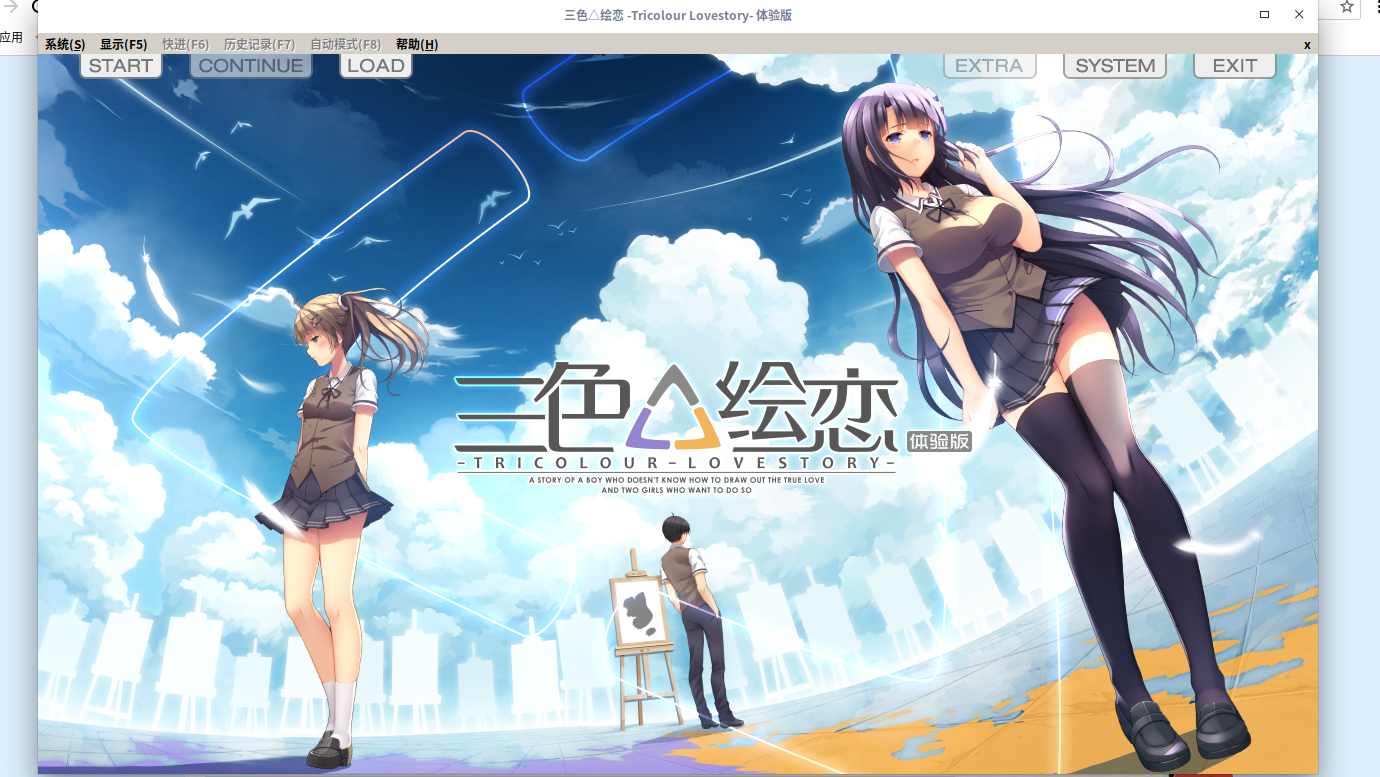 三色△绘恋 -Tricolour Lovestory- 体验版
应用
系统(S) 显示(F5) 快进(F6) 历史记录(F7) 自动模式(F8) 帮助(H) x
START CONTINUE LOAD EXTRA SYSTEM EXIT
三色△绘恋
体验版
-TRICOLOUR-LOVESTORY-
A STORY OF A BOY WHO DOESN'T KNOW HOW TO DRAW OUT THE TRUE LOVE
AND TWO GIRLS WHO WANT TO DO SO